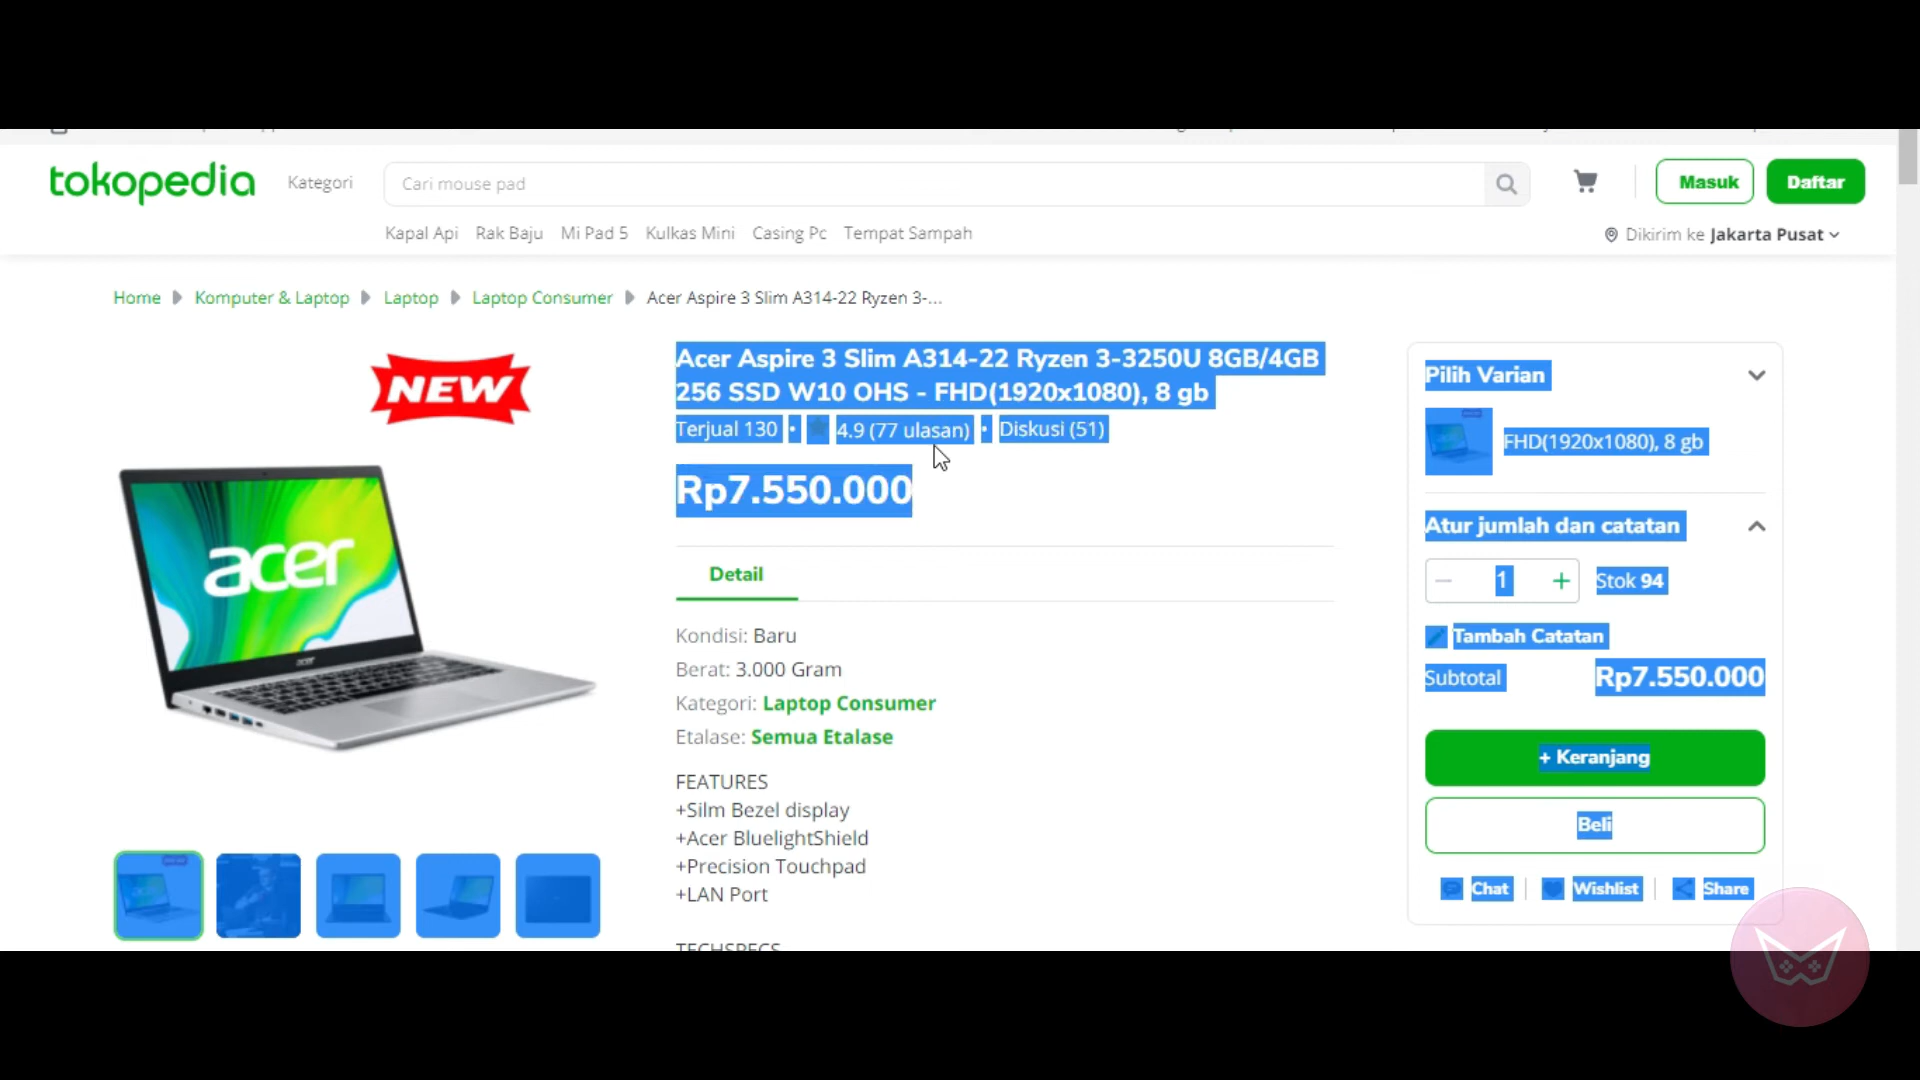 tokopedia
Kategori
Cari mouse pad
Masuk
Daftar
Kapal Api Rak Baju Mi Pad 5 Kulkas Mini Casing Pc Tempat Sampah
Dikirim ke Jakarta Pusat
Home Komputer & Laptop Laptop Laptop Consumer Acer Aspire 3 Slim A314-22 Ryzen 3-...
NEW
acer
acer
Acer Aspire 3 Slim A314-22 Ryzen 3-3250U 8GB/4GB
256 SSD W10 OHS - FHD(1920x1080), 8 gb
Terjual 130 • 4.9 (77 ulasan) • Diskusi (51)
Rp7.550.000
Detail
Kondisi: Baru
Berat: 3.000 Gram
Kategori: Laptop Consumer
Etalase: Semua Etalase
FEATURES
+Silm Bezel display
+Acer BluelightShield
+Precision Touchpad
+LAN Port
TECHSPECS
Pilih Varian
FHD(1920x1080), 8 gb
Atur jumlah dan catatan
− 1 + Stok 94
Tambah Catatan
Subtotal Rp7.550.000
+ Keranjang
Beli
Chat Wishlist Share